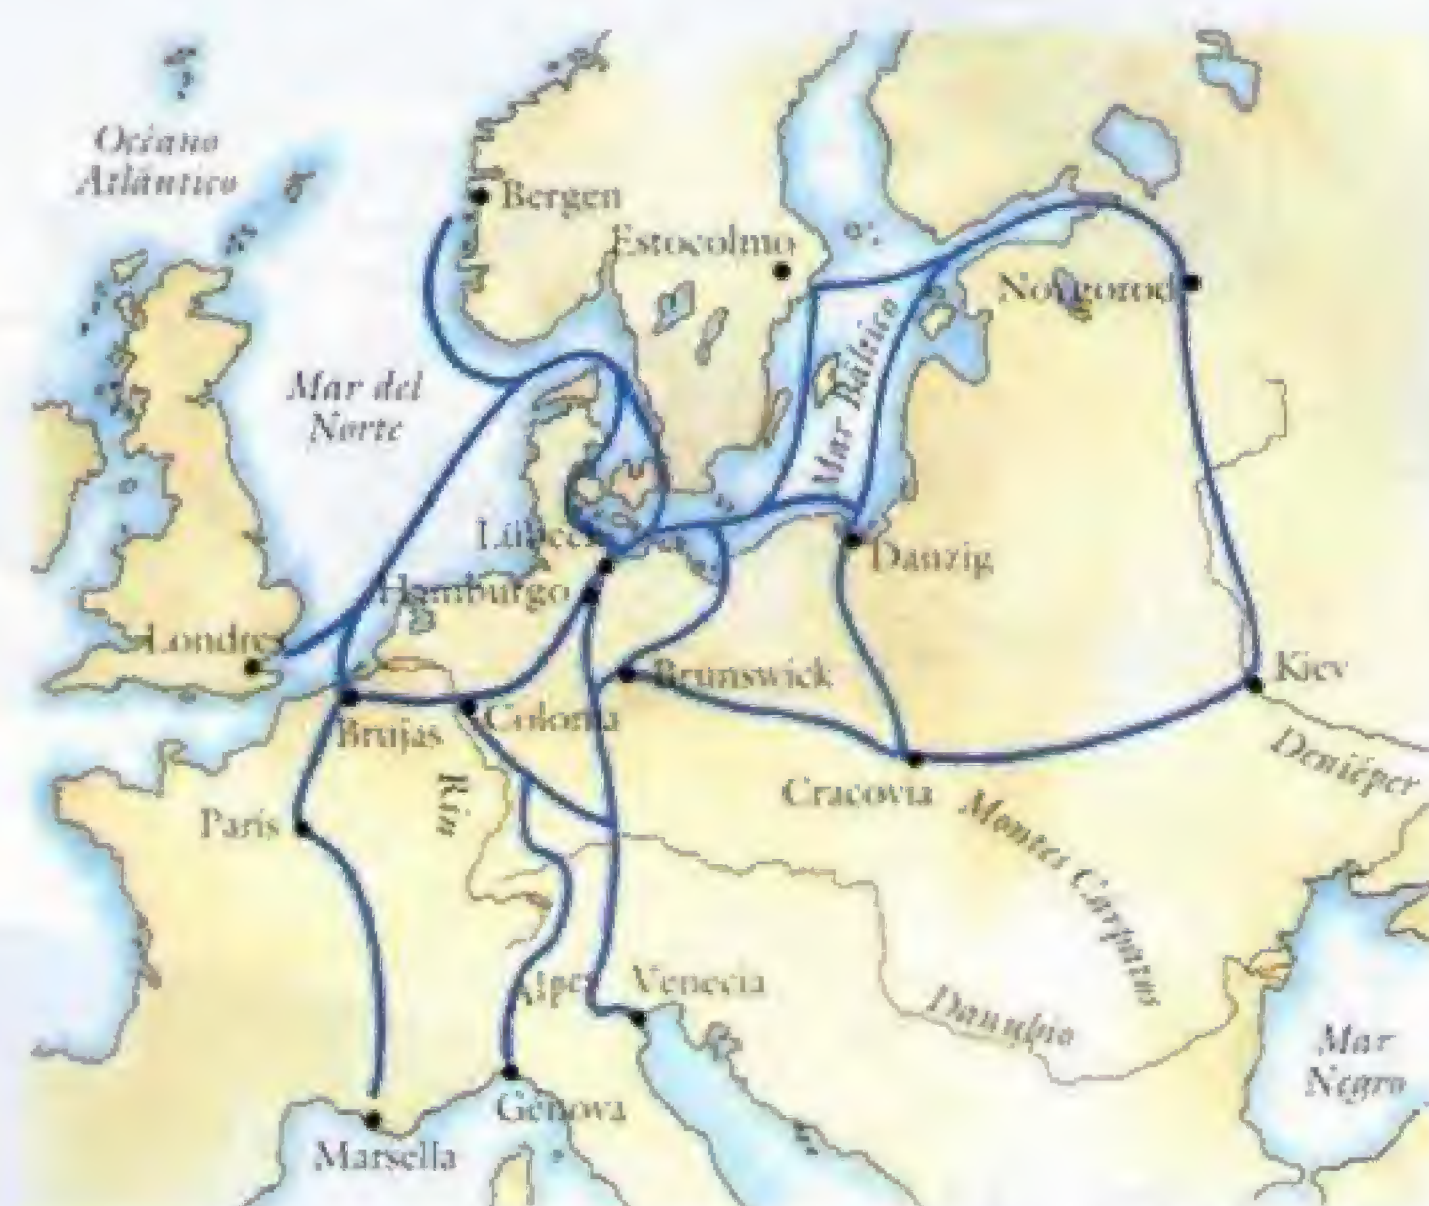 Océano
Atlántico
Bergen
Estocolmo
Novgorod
Mar del
Norte
Mar Báltico
Lübeck
Hamburgo
Danzig
Londres
Brunswick
Kiev
Brujas
Colonia
Cracovia
Deniéper
París
Rin
Montes Cárpatos
Alpes
Venecia
Danubio
Mar
Negro
Génova
Marsella